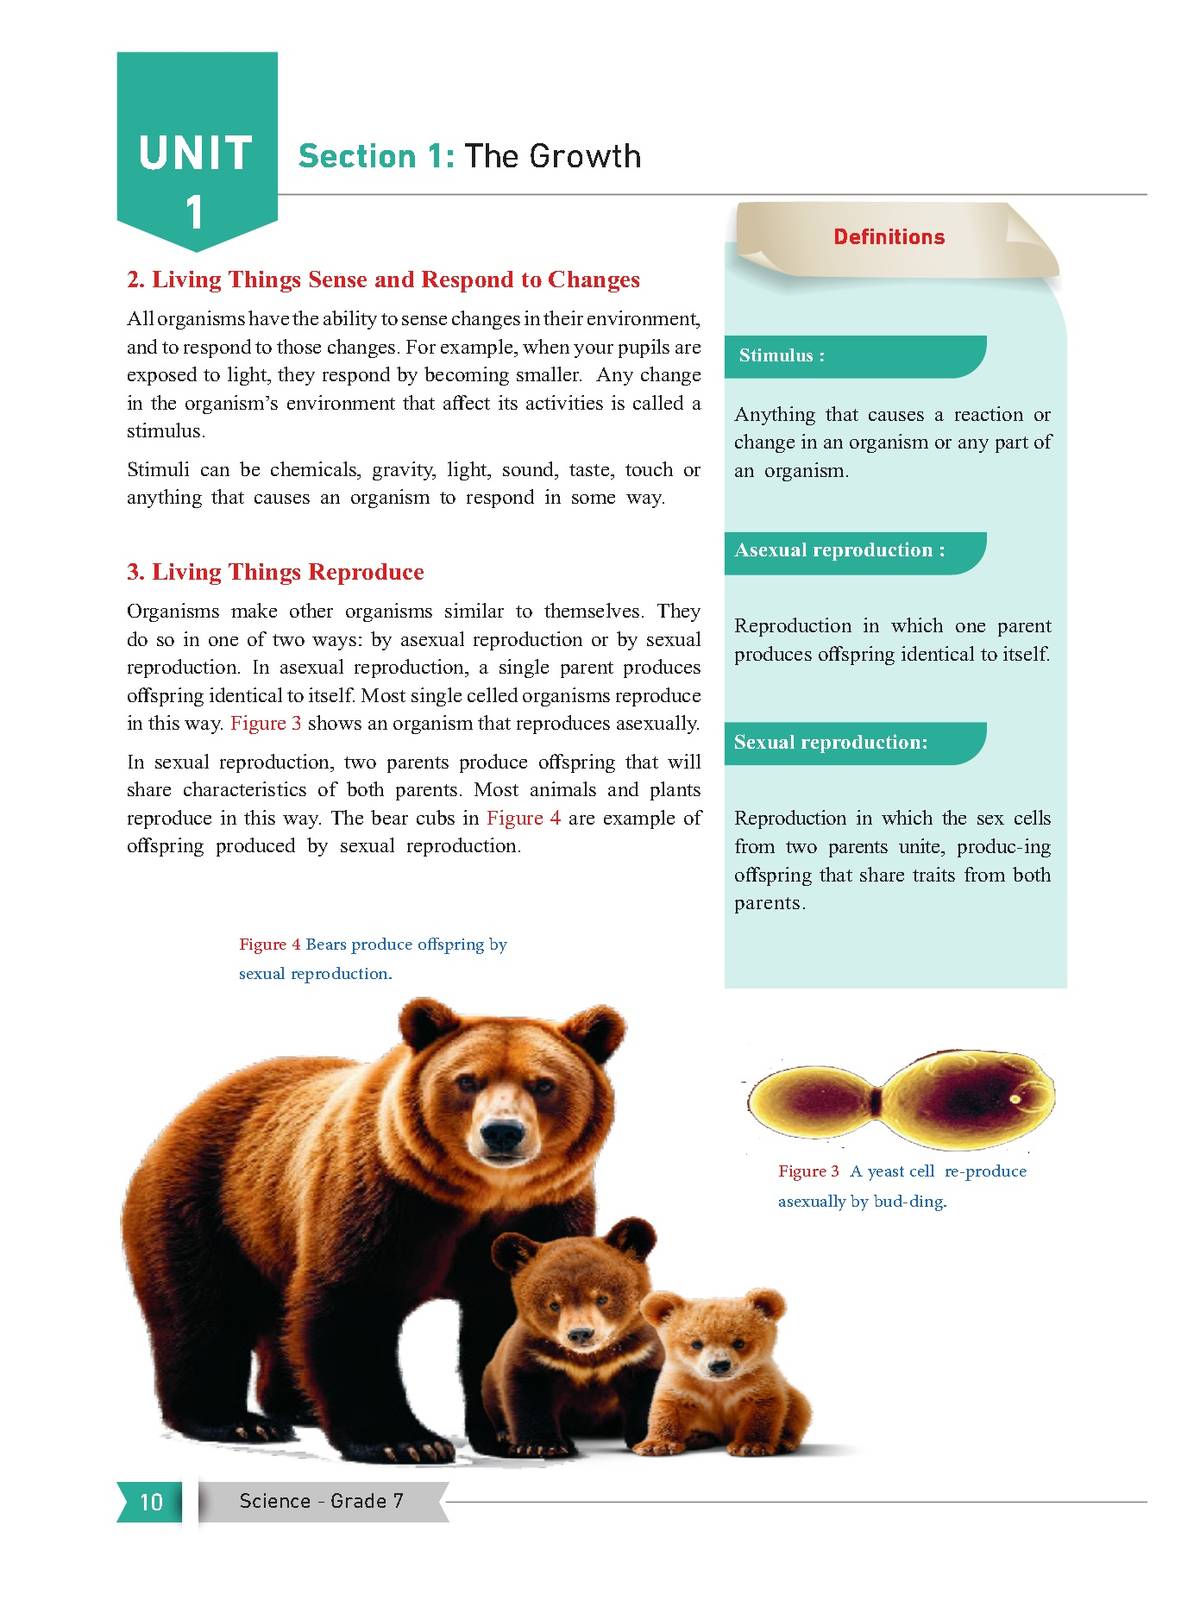 UNIT
1
Section 1: The Growth
2. Living Things Sense and Respond to Changes
All organisms have the ability to sense changes in their environment,
and to respond to those changes. For example, when your pupils are
exposed to light, they respond by becoming smaller. Any change
in the organism’s environment that affect its activities is called a
stimulus.
Stimuli can be chemicals, gravity, light, sound, taste, touch or
anything that causes an organism to respond in some way.
3. Living Things Reproduce
Organisms make other organisms similar to themselves. They
do so in one of two ways: by asexual reproduction or by sexual
reproduction. In asexual reproduction, a single parent produces
offspring identical to itself. Most single celled organisms reproduce
in this way. Figure 3 shows an organism that reproduces asexually.
In sexual reproduction, two parents produce offspring that will
share characteristics of both parents. Most animals and plants
reproduce in this way. The bear cubs in Figure 4 are example of
offspring produced by sexual reproduction.
Definitions
Stimulus :
Anything that causes a reaction or
change in an organism or any part of
an organism.
Asexual reproduction :
Reproduction in which one parent
produces offspring identical to itself.
Sexual reproduction:
Reproduction in which the sex cells
from two parents unite, produc-ing
offspring that share traits from both
parents.
Figure 4 Bears produce offspring by
sexual reproduction.
Figure 3 A yeast cell re-produce
asexually by bud-ding.
10
Science - Grade 7